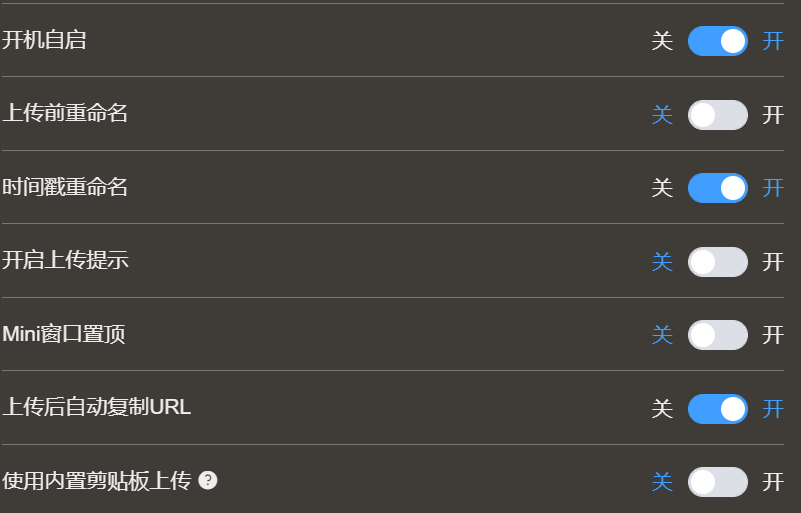 开机自启 关 开
上传前重命名 关 开
时间戳重命名 关 开
开启上传提示 关 开
Mini窗口置顶 关 开
上传后自动复制URL 关 开
使用内置剪贴板上传 ? 关 开